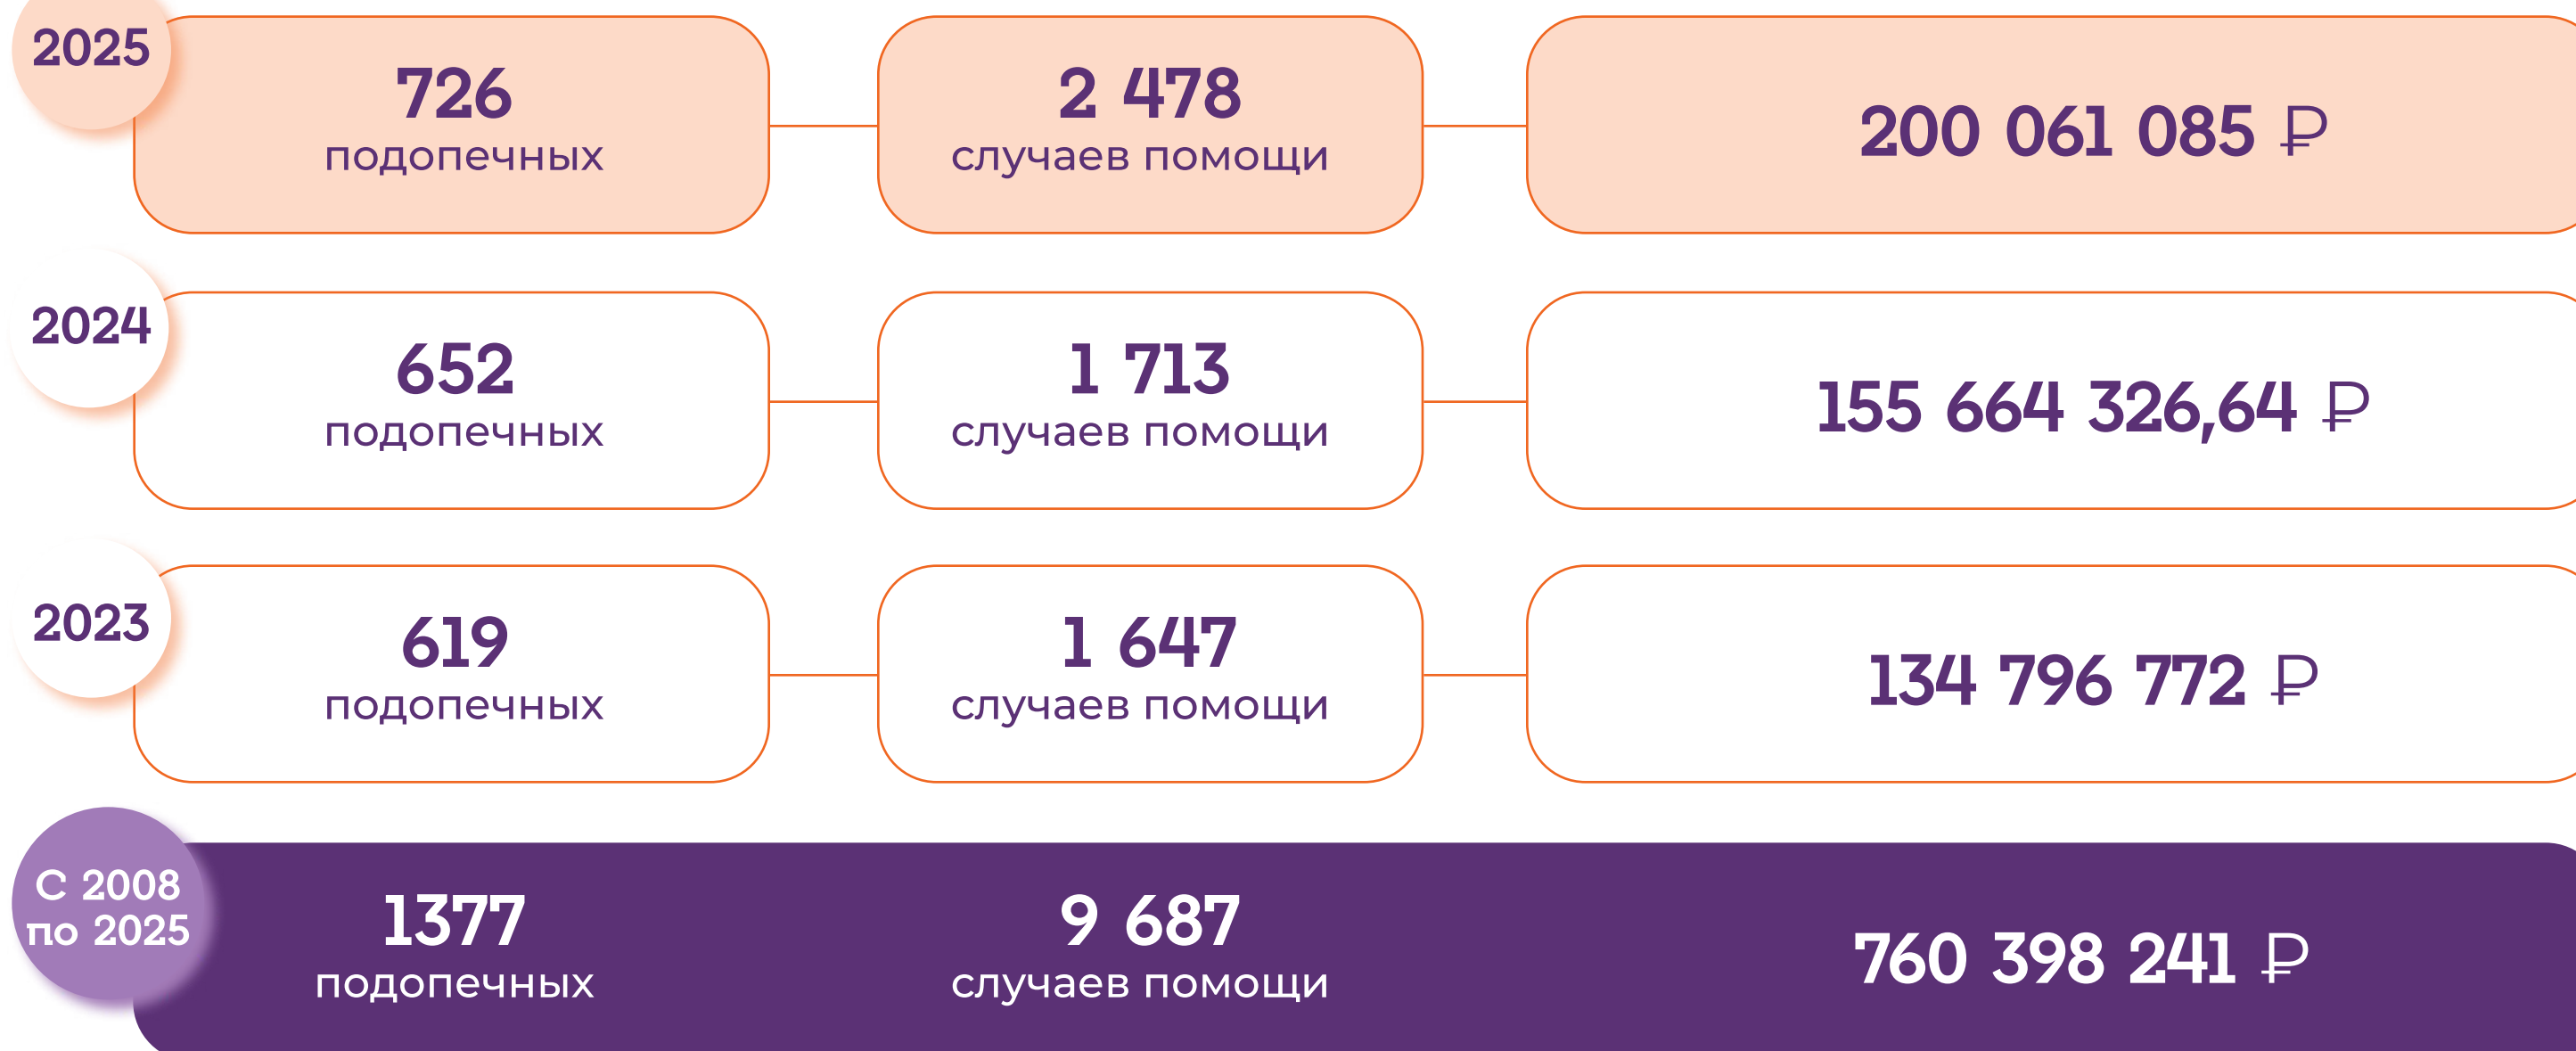 2025
726
подопечных
2 478
случаев помощи
200 061 085 ₽
2024
652
подопечных
1 713
случаев помощи
155 664 326,64 ₽
2023
619
подопечных
1 647
случаев помощи
134 796 772 ₽
С 2008
по 2025
1377
подопечных
9 687
случаев помощи
760 398 241 ₽